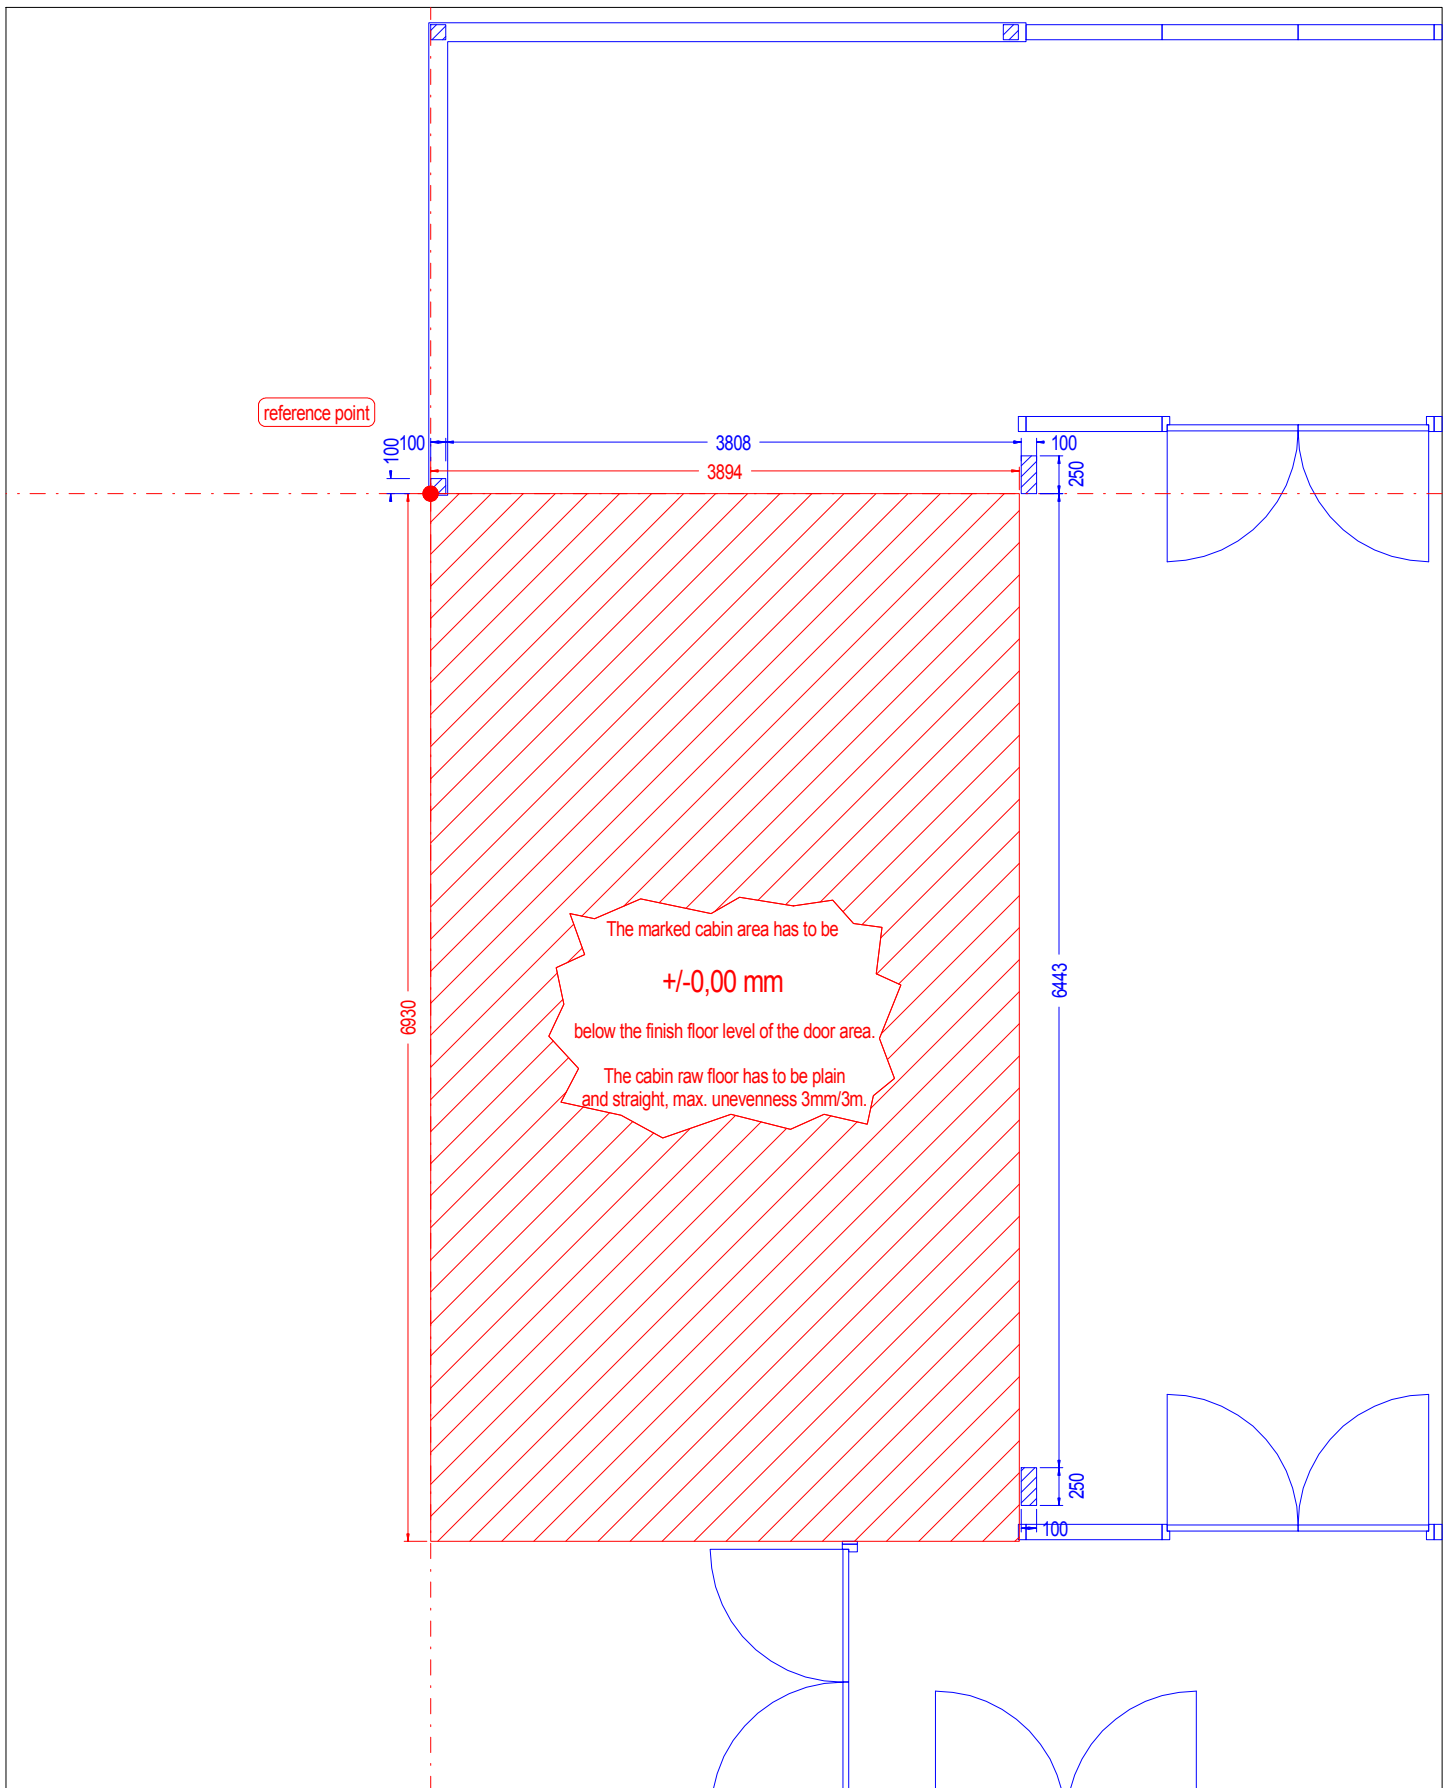 reference point
100
100
3808
100
3894
250
The marked cabin area has to be
+/-0,00 mm
below the finish floor level of the door area.
The cabin raw floor has to be plain
and straight, max. unevenness 3mm/3m.
6930
6443
250
100